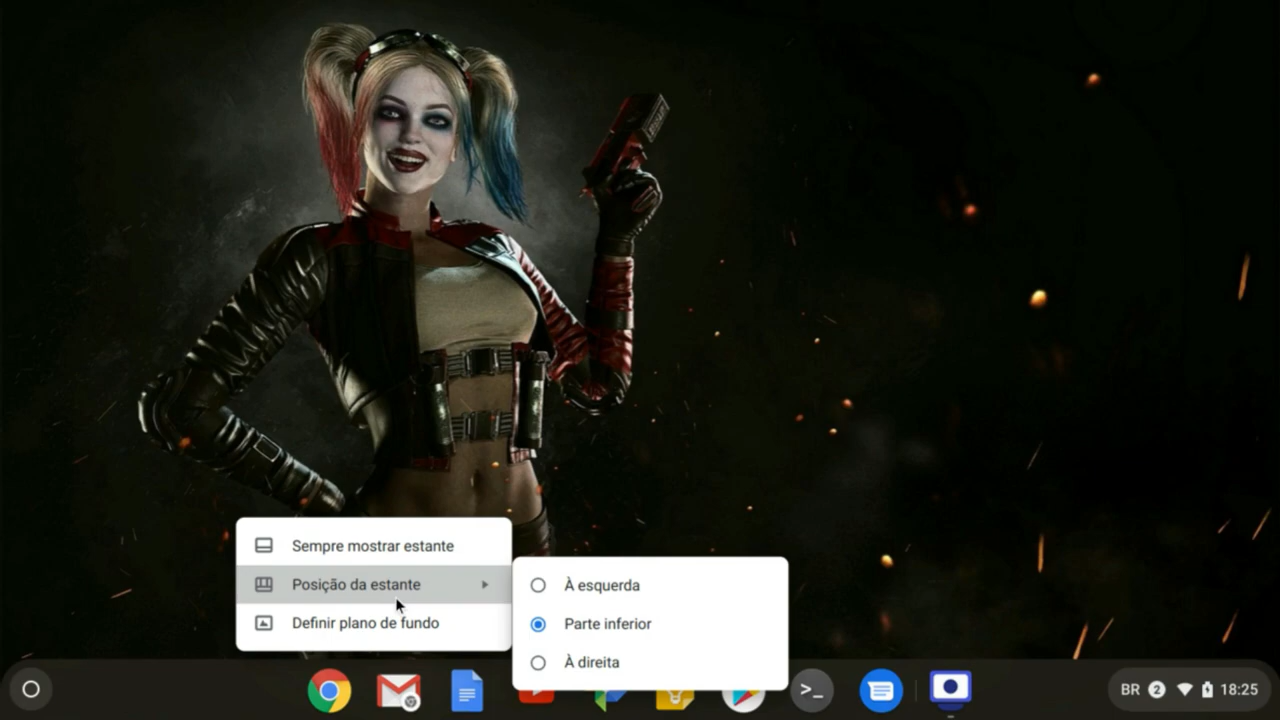 Sempre mostrar estante
Posição da estante
Definir plano de fundo
À esquerda
Parte inferior
À direita
>_
BR 2 18:25